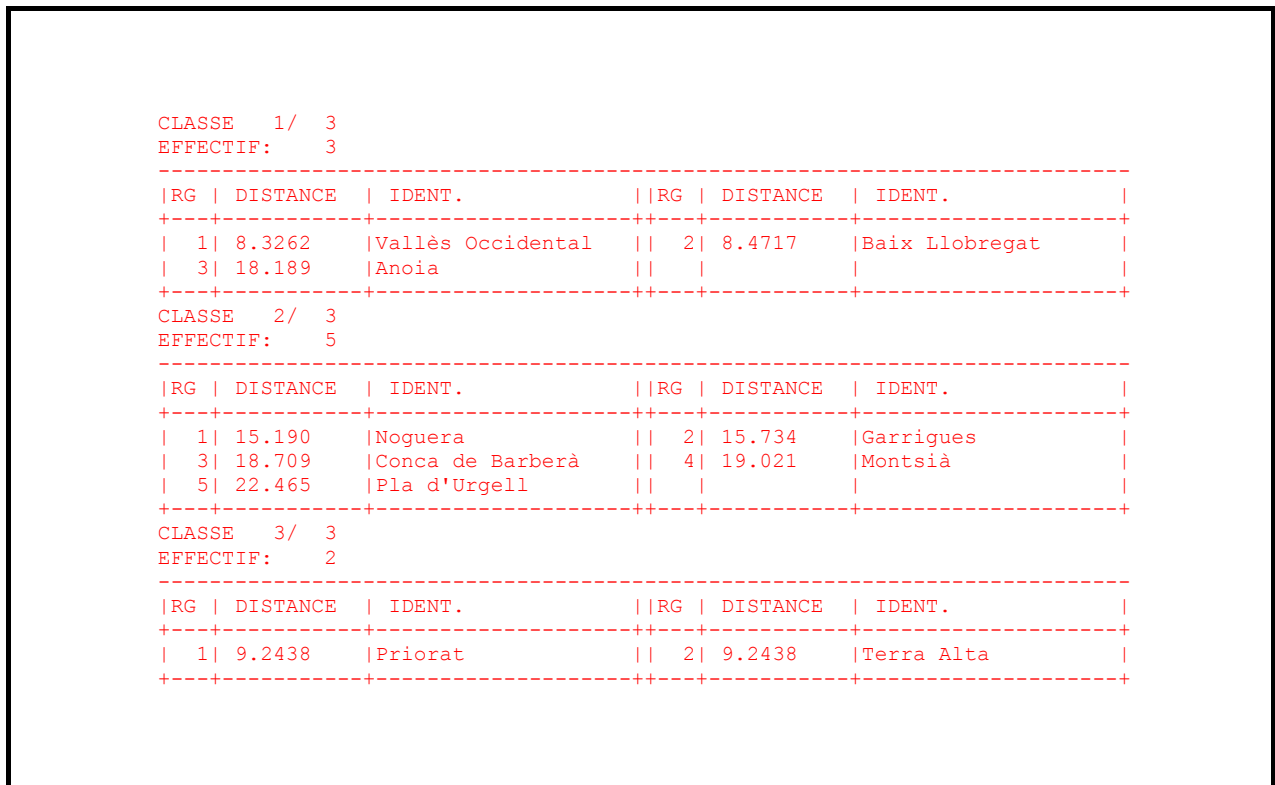 CLASSE   1/  3
EFFECTIF:    3
----------------------------------------------------------------------------
|RG | DISTANCE  | IDENT.             ||RG | DISTANCE  | IDENT.             |
+---+-----------+--------------------++---+-----------+--------------------+
|  1| 8.3262    |Vallès Occidental   ||  2| 8.4717    |Baix Llobregat      |
|  3| 18.189    |Anoia               ||   |           |                    |
+---+-----------+--------------------++---+-----------+--------------------+
CLASSE   2/  3
EFFECTIF:    5
----------------------------------------------------------------------------
|RG | DISTANCE  | IDENT.             ||RG | DISTANCE  | IDENT.             |
+---+-----------+--------------------++---+-----------+--------------------+
|  1| 15.190    |Noguera             ||  2| 15.734    |Garrigues           |
|  3| 18.709    |Conca de Barberà    ||  4| 19.021    |Montsià             |
|  5| 22.465    |Pla d'Urgell        ||   |           |                    |
+---+-----------+--------------------++---+-----------+--------------------+
CLASSE   3/  3
EFFECTIF:    2
----------------------------------------------------------------------------
|RG | DISTANCE  | IDENT.             ||RG | DISTANCE  | IDENT.             |
+---+-----------+--------------------++---+-----------+--------------------+
|  1| 9.2438    |Priorat             ||  2| 9.2438    |Terra Alta          |
+---+-----------+--------------------++---+-----------+--------------------+